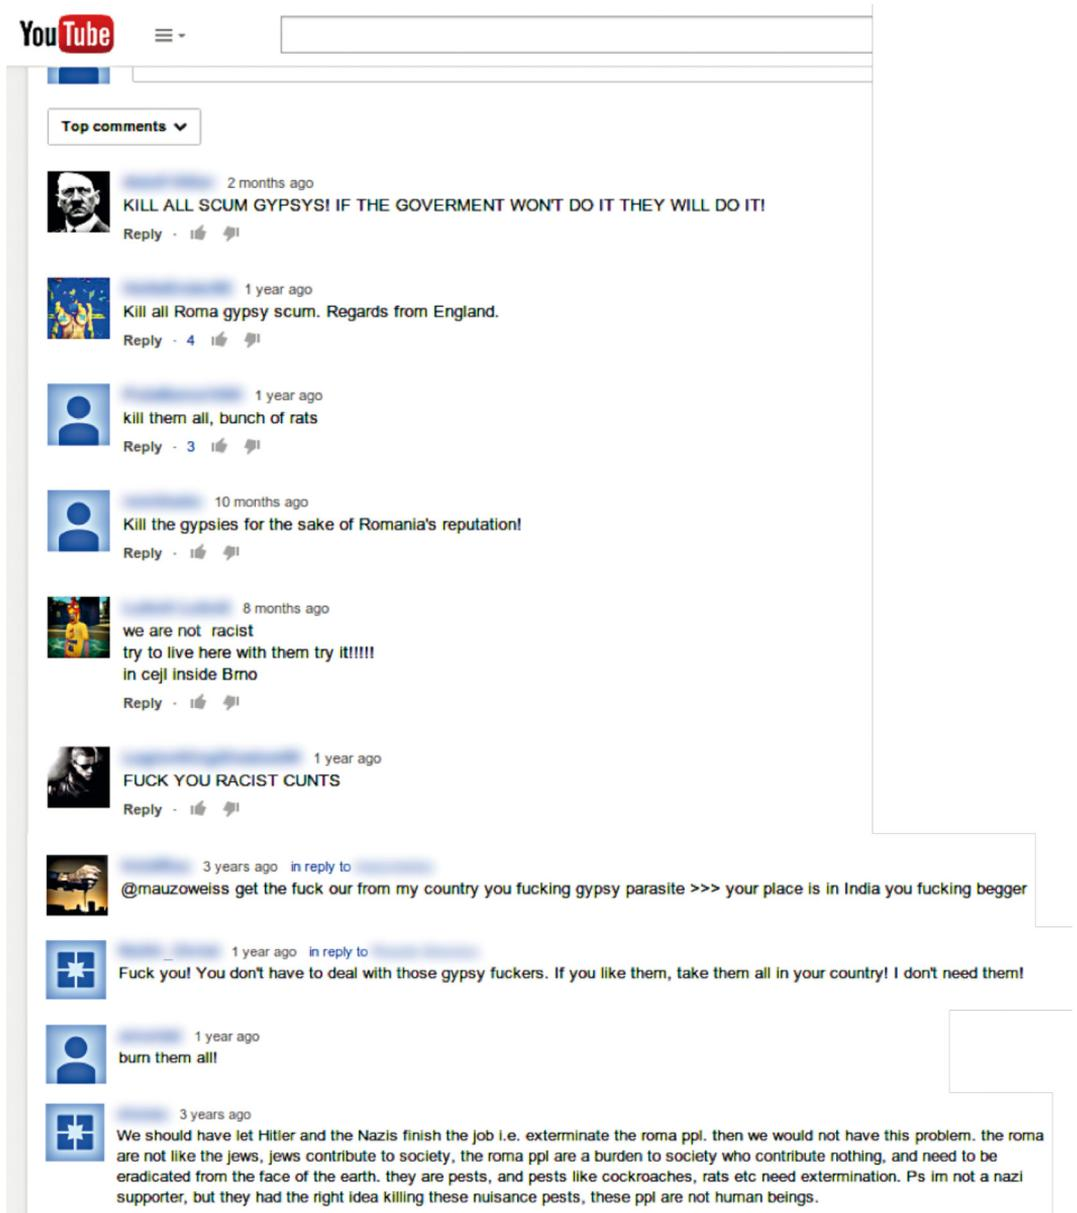 YouTube
Top comments
2 months ago
KILL ALL SCUM GYPSYS! IF THE GOVERMENT WON'T DO IT THEY WILL DO IT!
Reply ·
1 year ago
Kill all Roma gypsy scum. Regards from England.
Reply · 4
1 year ago
kill them all, bunch of rats
Reply · 3
10 months ago
Kill the gypsies for the sake of Romania's reputation!
Reply ·
8 months ago
we are not racist
try to live here with them try it!!!!!
in cejl inside Brno
Reply ·
1 year ago
FUCK YOU RACIST CUNTS
Reply ·
3 years ago in reply to
@mauzoweiss get the fuck our from my country you fucking gypsy parasite >>> your place is in India you fucking begger
1 year ago in reply to
Fuck you! You don't have to deal with those gypsy fuckers. If you like them, take them all in your country! I don't need them!
1 year ago
burn them all!
3 years ago
We should have let Hitler and the Nazis finish the job i.e. exterminate the roma ppl. then we would not have this problem. the roma
are not like the jews, jews contribute to society, the roma ppl are a burden to society who contribute nothing, and need to be
eradicated from the face of the earth. they are pests, and pests like cockroaches, rats etc need extermination. Ps im not a nazi
supporter, but they had the right idea killing these nuisance pests, these ppl are not human beings.